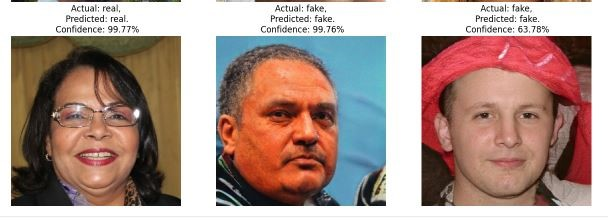 Actual: real,
Predicted: real.
Confidence: 99.77%
Actual: fake,
Predicted: fake.
Confidence: 99.76%
Actual: fake,
Predicted: fake.
Confidence: 63.78%